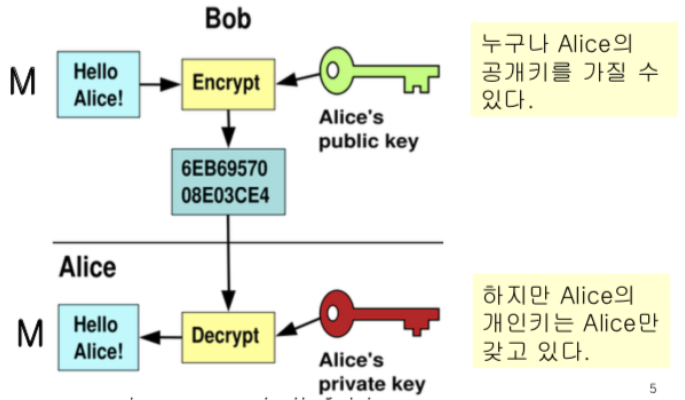 Bob
M
Hello
Alice!
Encrypt
Alice's
public key
누구나 Alice의
공개키를 가질 수
있다.
6EB69570
08E03CE4
Alice
M
Hello
Alice!
Decrypt
Alice's
private key
하지만 Alice의
개인키는 Alice만
갖고 있다.
5